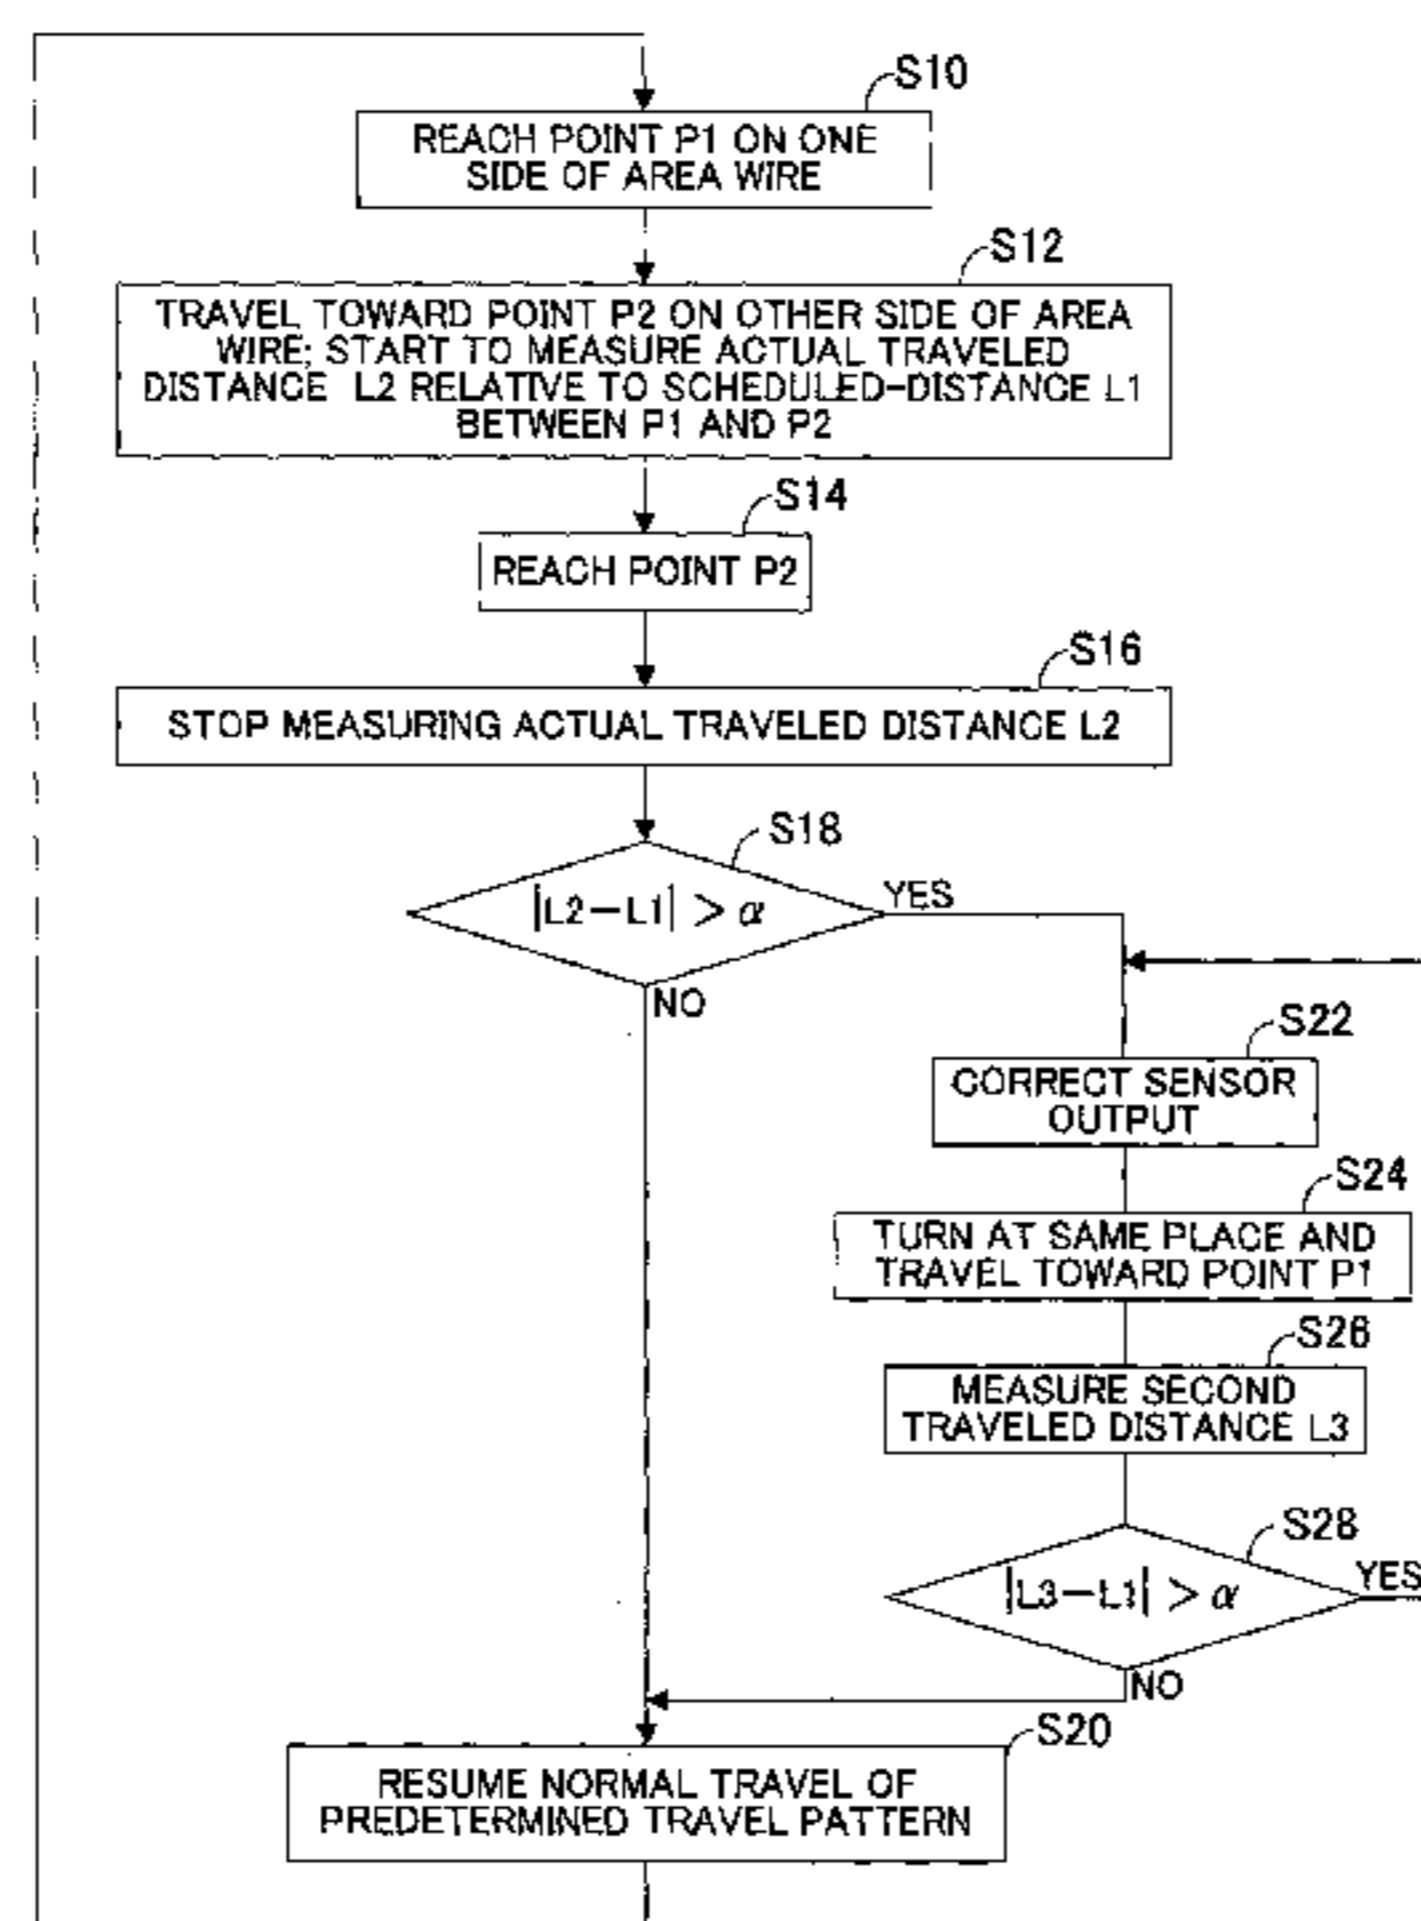 S10
REACH POINT P1 ON ONE
SIDE OF AREA WIRE
S12
TRAVEL TOWARD POINT P2 ON OTHER SIDE OF AREA
WIRE; START TO MEASURE ACTUAL TRAVELED
DISTANCE L2 RELATIVE TO SCHEDULED-DISTANCE L1
BETWEEN P1 AND P2
S14
REACH POINT P2
S16
STOP MEASURING ACTUAL TRAVELED DISTANCE L2
S18
|L2-L1| > α
YES
NO
S22
CORRECT SENSOR
OUTPUT
S24
TURN AT SAME PLACE AND
TRAVEL TOWARD POINT P1
S26
MEASURE SECOND
TRAVELED DISTANCE L3
S28
|L3-L1| > α
YES
NO
S20
RESUME NORMAL TRAVEL OF
PREDETERMINED TRAVEL PATTERN